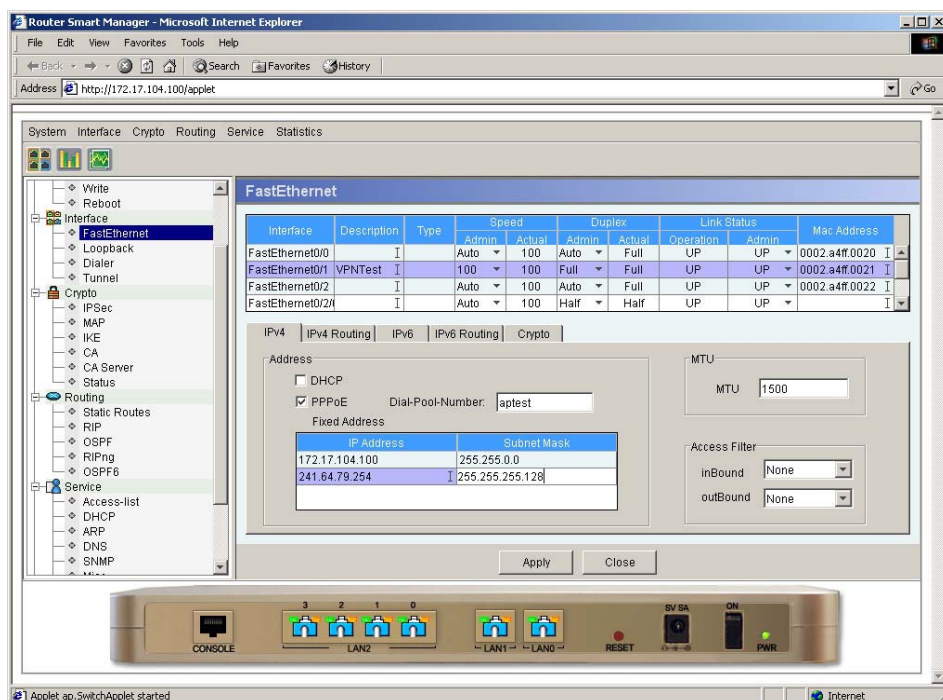 Router Smart Manager - Microsoft Internet Explorer
File Edit View Favorites Tools Help
Back Search Favorites History
Address http://172.17.104.100/applet Go
System Interface Crypto Routing Service Statistics
Write
Reboot
Interface
FastEthernet
Loopback
Dialer
Tunnel
Crypto
IPSec
MAP
IKE
CA
CA Server
Status
Routing
Static Routes
RIP
OSPF
RIPng
OSPF6
Service
Access-list
DHCP
ARP
DNS
SNMP
FastEthernet
Interface Description Type Speed Duplex Link Status Mac Address
Admin Actual Admin Actual Operation Admin
FastEthernet0/0 Auto 100 Auto Full UP UP 0002.a4ff.0020
FastEthernet0/1 VPNTest 100 100 Full Full UP UP 0002.a4ff.0021
FastEthernet0/2 Auto 100 Auto Full UP UP 0002.a4ff.0022
FastEthernet0/2/ Auto 100 Half Half UP UP
IPv4 IPv4 Routing IPv6 IPv6 Routing Crypto
Address
DHCP
PPPoE Dial-Pool-Number: aptest
Fixed Address
IP Address Subnet Mask
172.17.104.100 255.255.0.0
241.64.79.254 255.255.255.128
MTU
MTU 1500
Access Filter
inBound None
outBound None
Apply Close
3 2 1 0
CONSOLE LAN2 LAN1 LAN0 RESET 5V 5A ON PWR
Applet ap.SwitchApplet started Internet